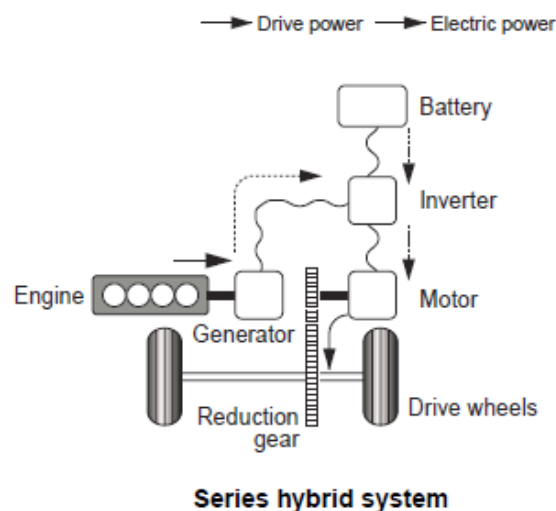 Drive power Electric power
Battery
Inverter
Engine
Motor
Generator
Reduction
gear
Drive wheels
Series hybrid system